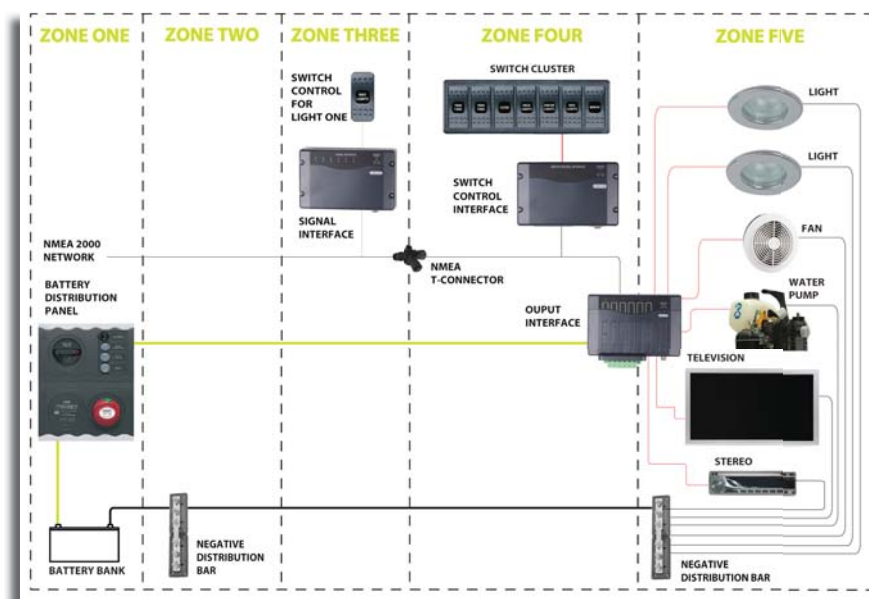 ZONE ONE
ZONE TWO
ZONE THREE
ZONE FOUR
ZONE FIVE
SWITCH
CONTROL
FOR
LIGHT ONE
SWITCH CLUSTER
LIGHT
LIGHT
SIGNAL
INTERFACE
SWITCH
CONTROL
INTERFACE
FAN
NMEA 2000
NETWORK
NMEA
T-CONNECTOR
WATER
PUMP
BATTERY
DISTRIBUTION
PANEL
OUPUT
INTERFACE
TELEVISION
STEREO
BATTERY BANK
NEGATIVE
DISTRIBUTION
BAR
NEGATIVE
DISTRIBUTION BAR